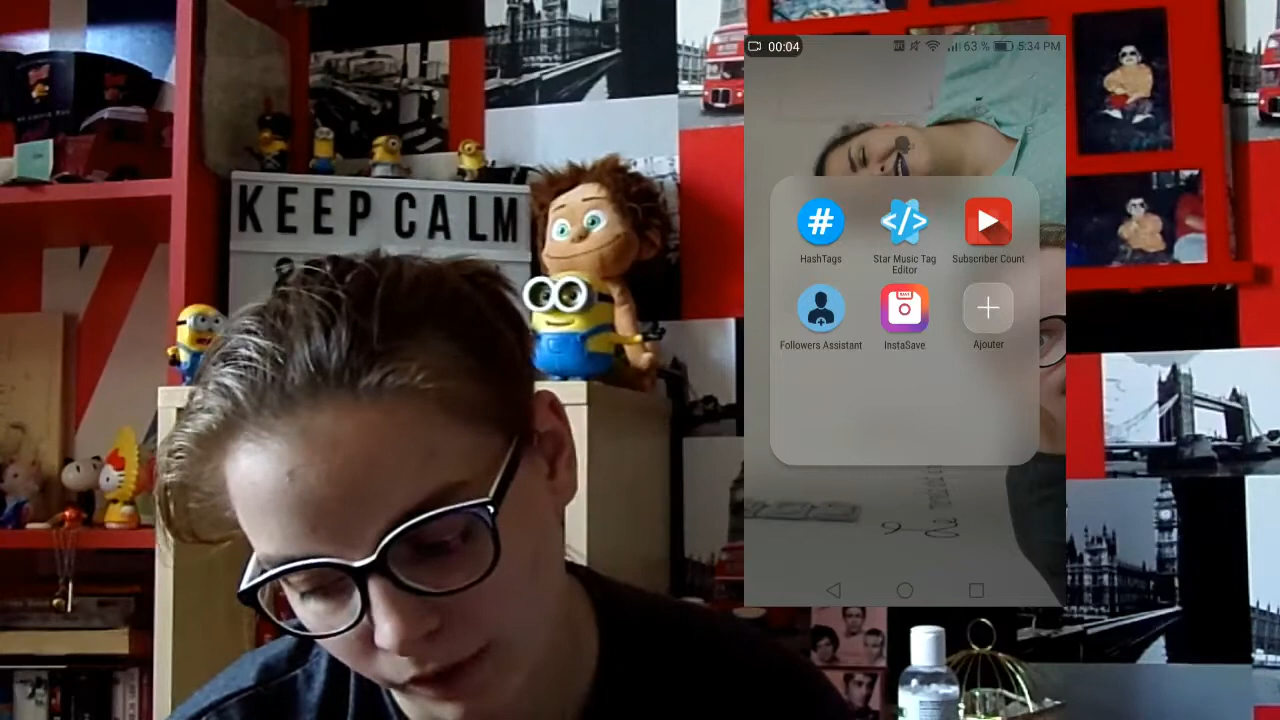 KEEP CALM
00:04
63 %
5:34 PM
#
</>
HashTags
Star Music Tag
Editor
Subscriber Count
SAVE
Followers Assistant
InstaSave
Ajouter